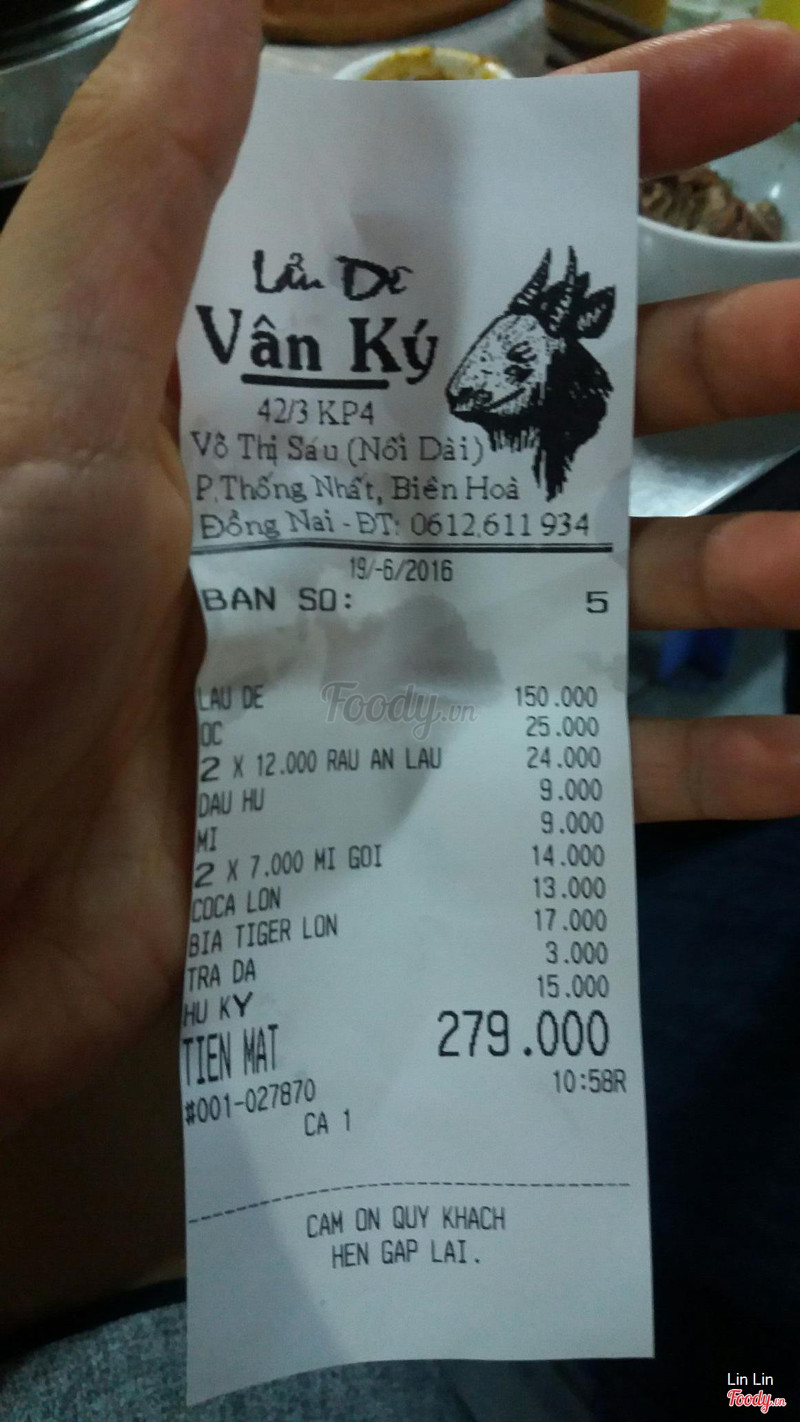 Lẩu Dê
Vân Ký
42/3 KP4
Võ Thị Sáu (Nối Dài)
P.Thống Nhất, Biên Hoà
Đồng Nai - ĐT: 0612.611 934
19/-6/2016
BAN SO: 5
LAU DE 150.000
OC 25.000
2 X 12.000 RAU AN LAU 24.000
DAU HU 9.000
MI 9.000
2 X 7.000 MI GOI 14.000
COCA LON 13.000
BIA TIGER LON 17.000
TRA DA 3.000
HU KY 15.000
TIEN MAT 279.000
#001-027870 10:58R
CA 1
CAM ON QUY KHACH
HEN GAP LAI.
Foody.vn
Lin Lin
Foody.vn